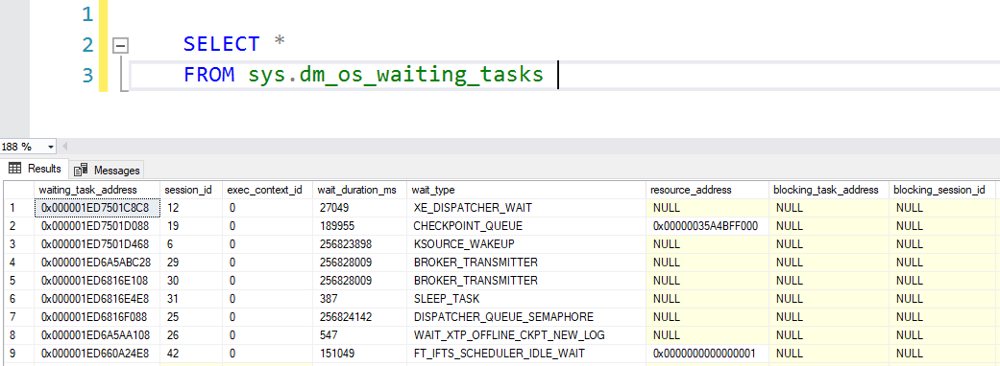 1
2 SELECT *
3 FROM sys.dm_os_waiting_tasks
188 %
Results Messages
waiting_task_address session_id exec_context_id wait_duration_ms wait_type resource_address blocking_task_address blocking_session_id
1 0x000001ED7501C8C8 12 0 27049 XE_DISPATCHER_WAIT NULL NULL NULL
2 0x000001ED7501D088 19 0 189955 CHECKPOINT_QUEUE 0x00000035A4BFF000 NULL NULL
3 0x000001ED7501D468 6 0 256823898 KSOURCE_WAKEUP NULL NULL NULL
4 0x000001ED6A5ABC28 29 0 256828009 BROKER_TRANSMITTER NULL NULL NULL
5 0x000001ED6816E108 30 0 256828009 BROKER_TRANSMITTER NULL NULL NULL
6 0x000001ED6816E4E8 31 0 387 SLEEP_TASK NULL NULL NULL
7 0x000001ED6816F088 25 0 256824142 DISPATCHER_QUEUE_SEMAPHORE NULL NULL NULL
8 0x000001ED6A5AA108 26 0 547 WAIT_XTP_OFFLINE_CKPT_NEW_LOG NULL NULL NULL
9 0x000001ED660A24E8 42 0 151049 FT_IFTS_SCHEDULER_IDLE_WAIT 0x0000000000000001 NULL NULL